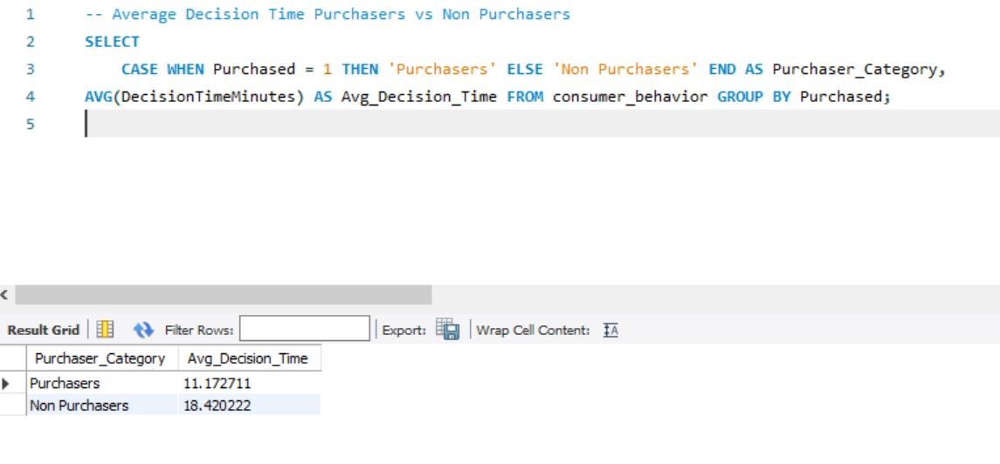 1 -- Average Decision Time Purchasers vs Non Purchasers
2 SELECT
3 CASE WHEN Purchased = 1 THEN 'Purchasers' ELSE 'Non Purchasers' END AS Purchaser_Category,
4 AVG(DecisionTimeMinutes) AS Avg_Decision_Time FROM consumer_behavior GROUP BY Purchased;
5
Result Grid Filter Rows: Export: Wrap Cell Content: IA
Purchaser_Category Avg_Decision_Time
Purchasers 11.172711
Non Purchasers 18.420222